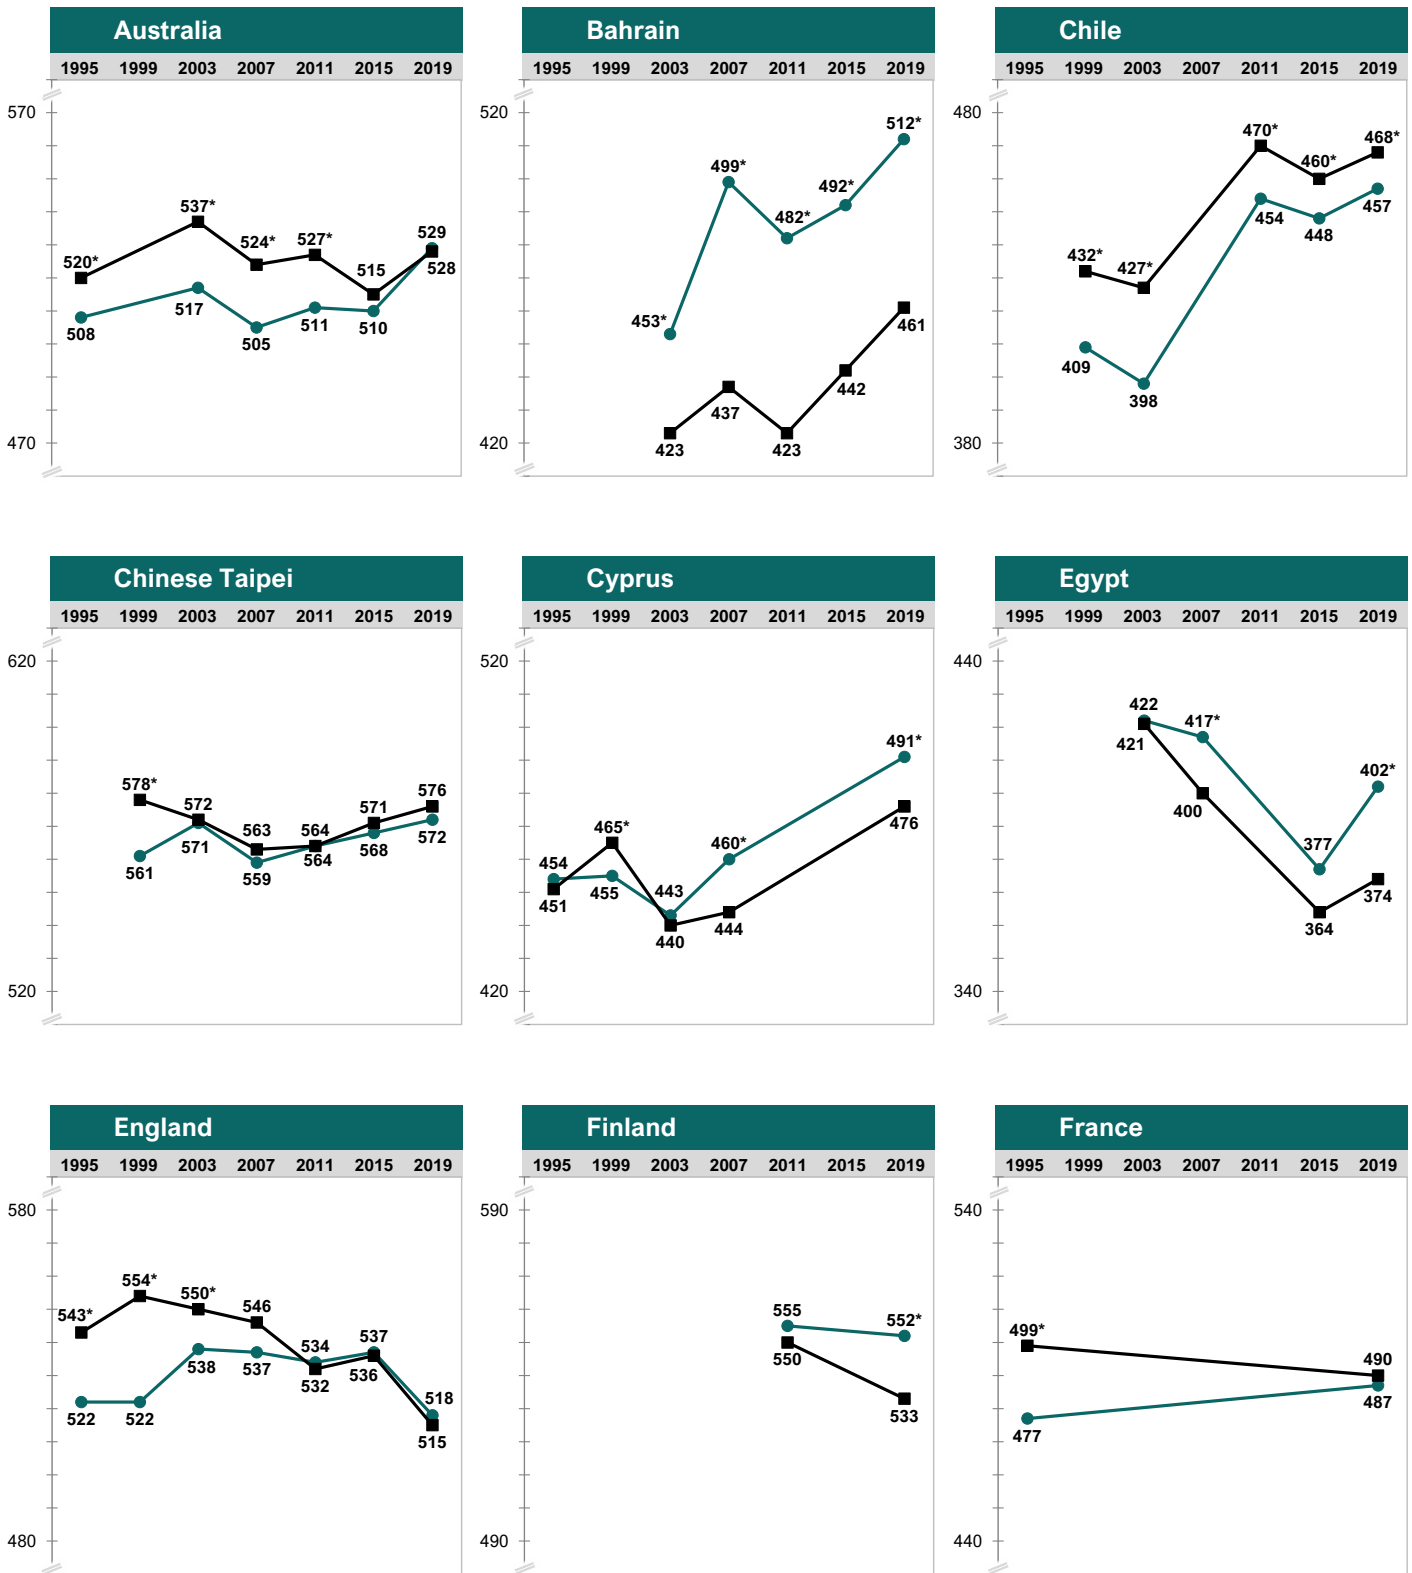 Australia Bahrain Chile
1995 1999 2003 2007 2011 2015 2019 1995 1999 2003 2007 2011 2015 2019 1995 1999 2003 2007 2011 2015 2019
570 520 480
520* 537* 524* 527* 515 529
508 517 505 511 510 528
453* 499* 482* 492* 512*
423 437 423 442 461
432* 427* 470* 460* 468*
409 398 454 448 457
470 420 380
Chinese Taipei Cyprus Egypt
1995 1999 2003 2007 2011 2015 2019 1995 1999 2003 2007 2011 2015 2019 1995 1999 2003 2007 2011 2015 2019
620 520 440
578* 572 563 564 571 576
561 571 559 564 568 572
454 465* 443 460* 491*
451 455 440 444 476
422 417* 377 402*
421 400 364 374
520 420 340
England Finland France
1995 1999 2003 2007 2011 2015 2019 1995 1999 2003 2007 2011 2015 2019 1995 1999 2003 2007 2011 2015 2019
580 590 540
543* 554* 550* 546 534 537 518
522 522 538 537 532 536 515
555 552*
550 533
499* 490
477 487
480 490 440